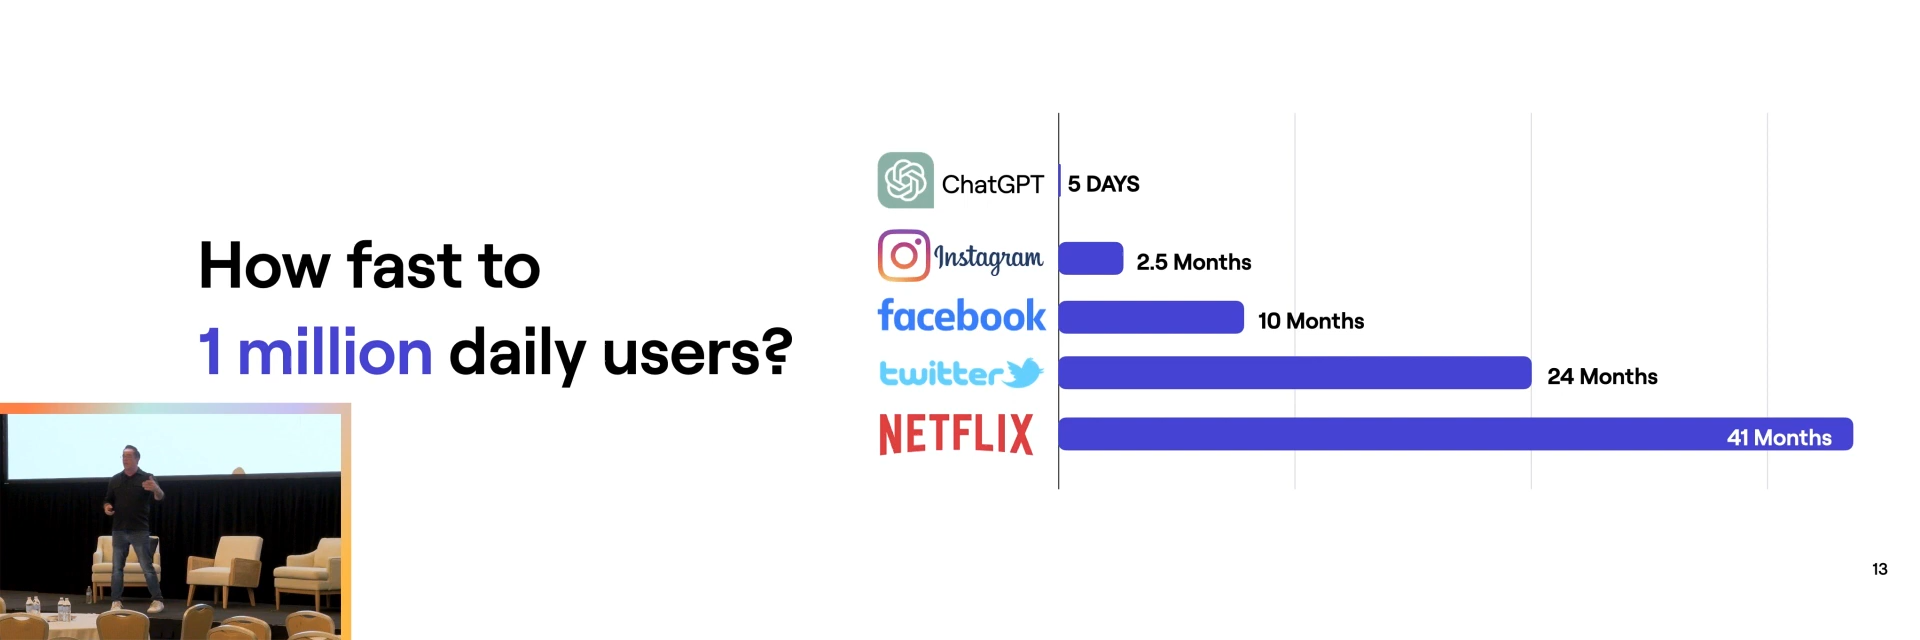 How fast to
1 million daily users?
ChatGPT 5 DAYS
Instagram 2.5 Months
facebook 10 Months
twitter 24 Months
NETFLIX 41 Months
13